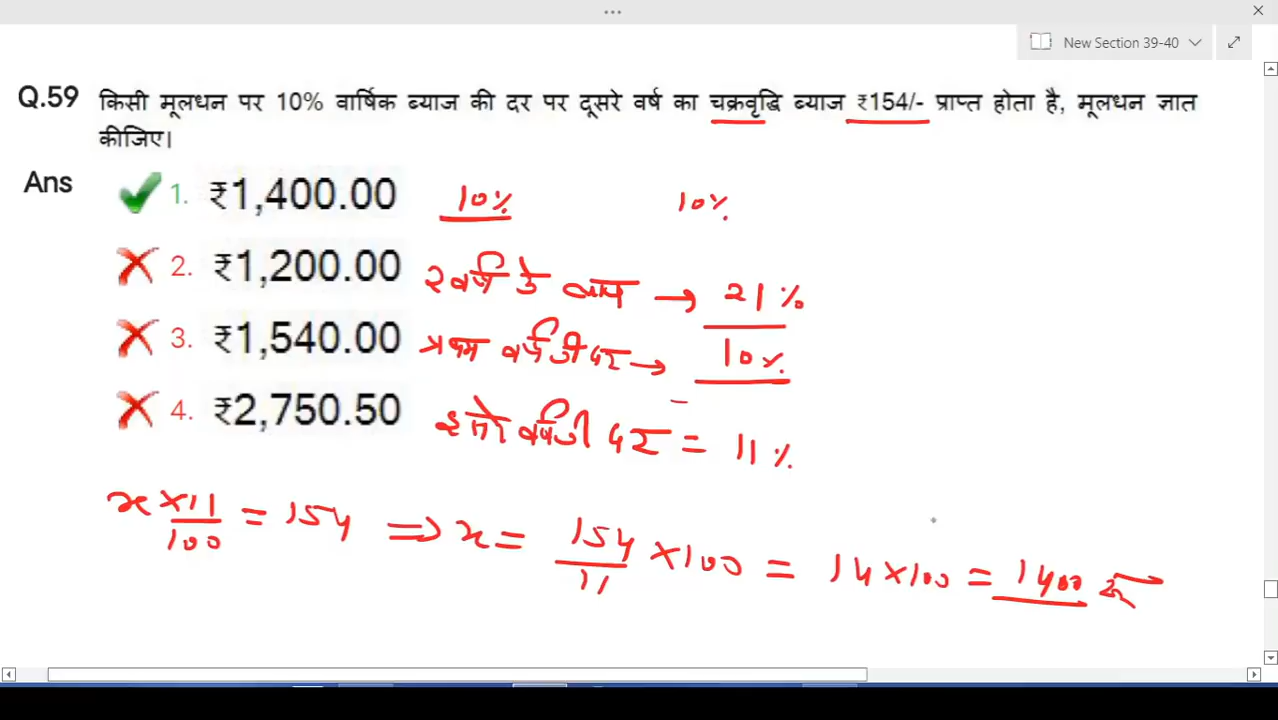 New Section 39-40
Q.59 किसी मूलधन पर 10% वार्षिक ब्याज की दर पर दूसरे वर्ष का चक्रवृद्धि ब्याज ₹154/- प्राप्त होता है, मूलधन ज्ञात
कीजिए।
Ans 1. ₹1,400.00
10% 10%
2. ₹1,200.00
2 वर्ष के ब्याज → 21%
3. ₹1,540.00
प्रथम वर्ष की दर → 10%
4. ₹2,750.50
दूसरे वर्ष की दर = 11%
x × 11/100 = 154 ⇒ x = 154/11 × 100 = 14 × 100 = 1400 रु